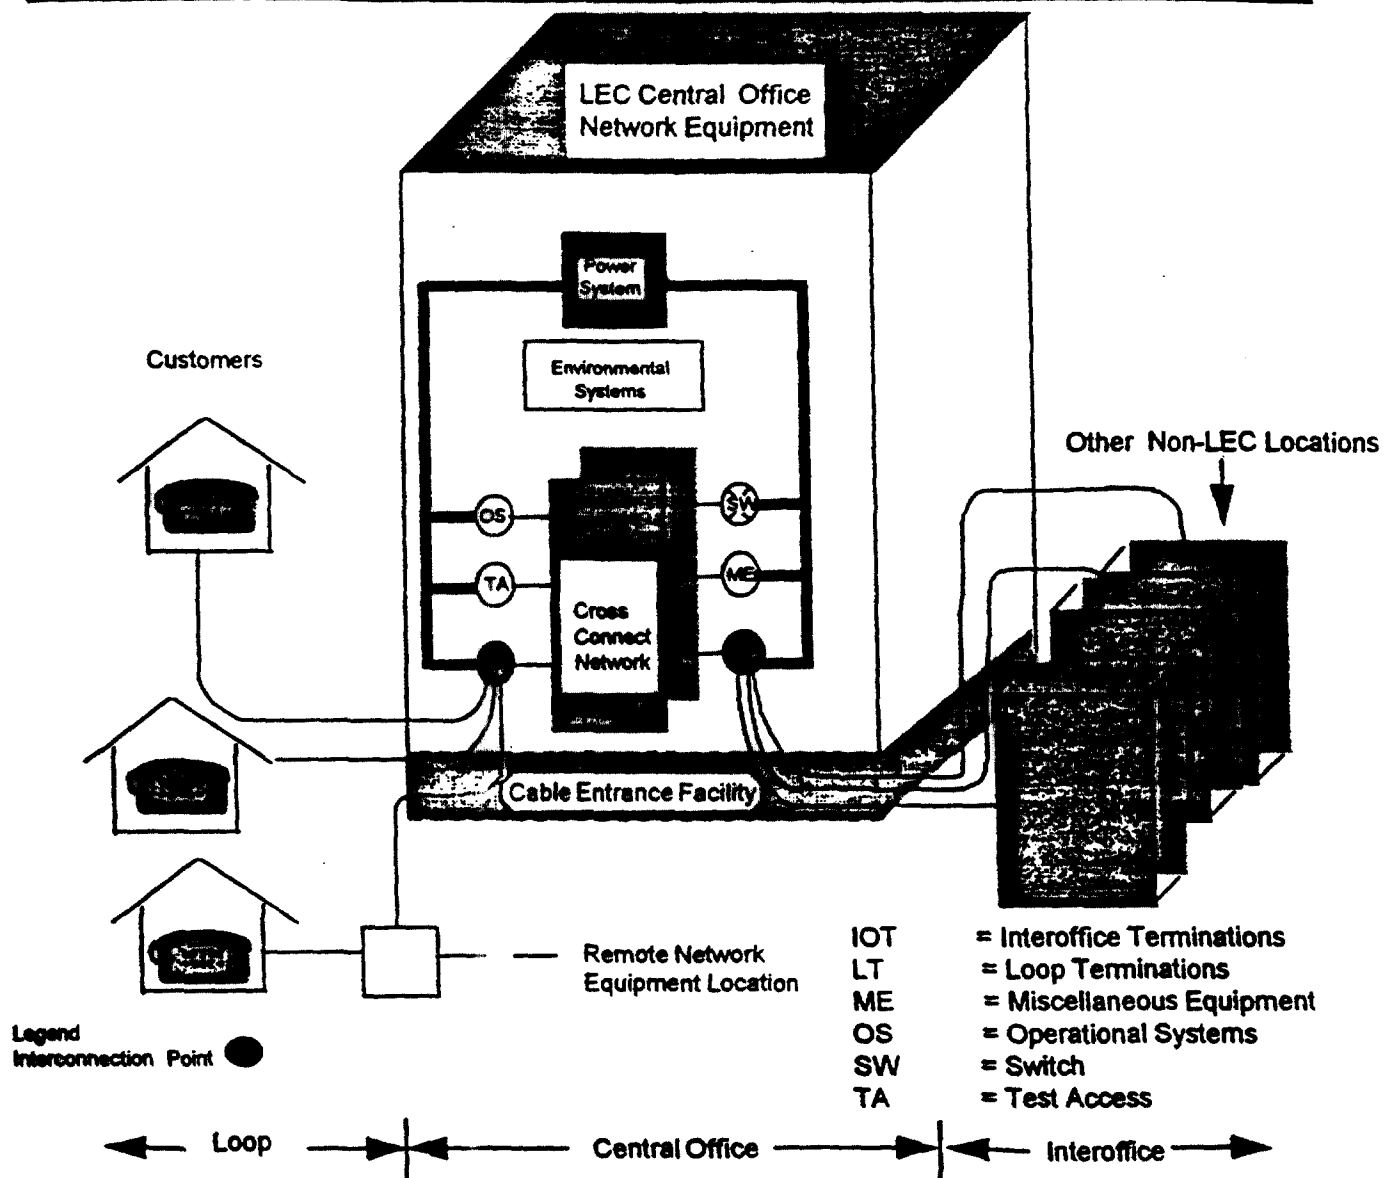 LEC Central Office
Network Equipment
Power
System
Environmental
Systems
Customers
Other Non-LEC Locations
OS
SW
TA
ME
Cross
Connect
Network
Cable Entrance Facility
Remote Network
Equipment Location
IOT = Interoffice Terminations
LT = Loop Terminations
ME = Miscellaneous Equipment
OS = Operational Systems
SW = Switch
TA = Test Access
Legend
Interconnection Point
Loop
Central Office
Interoffice